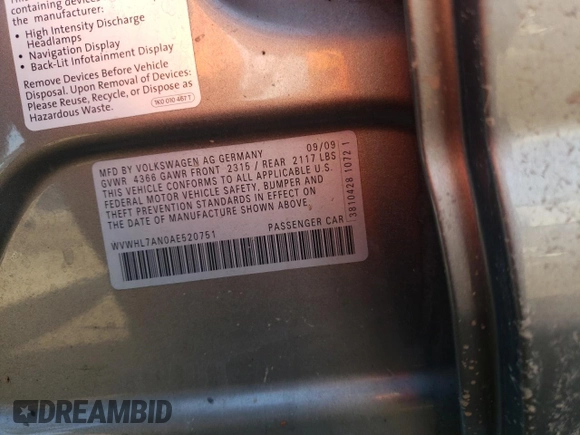 containing devices
the manufacturer:
• High Intensity Discharge
Headlamps
• Navigation Display
• Back-Lit Infotainment Display
Remove Devices Before Vehicle
Disposal. Upon Removal of Devices:
Please Reuse, Recycle, or Dispose as
Hazardous Waste.
1K0 010 461 T
MFD BY VOLKSWAGEN AG GERMANY 09/09
GVWR 4366 GAWR FRONT 2315 / REAR 2117 LBS
THIS VEHICLE CONFORMS TO ALL APPLICABLE U.S.
FEDERAL MOTOR VEHICLE SAFETY, BUMPER AND
THEFT PREVENTION STANDARDS IN EFFECT ON
THE DATE OF MANUFACTURE SHOWN ABOVE.
WVWHL7AN0AE520751 PASSENGER CAR
3810428 1072 1
DREAMBID